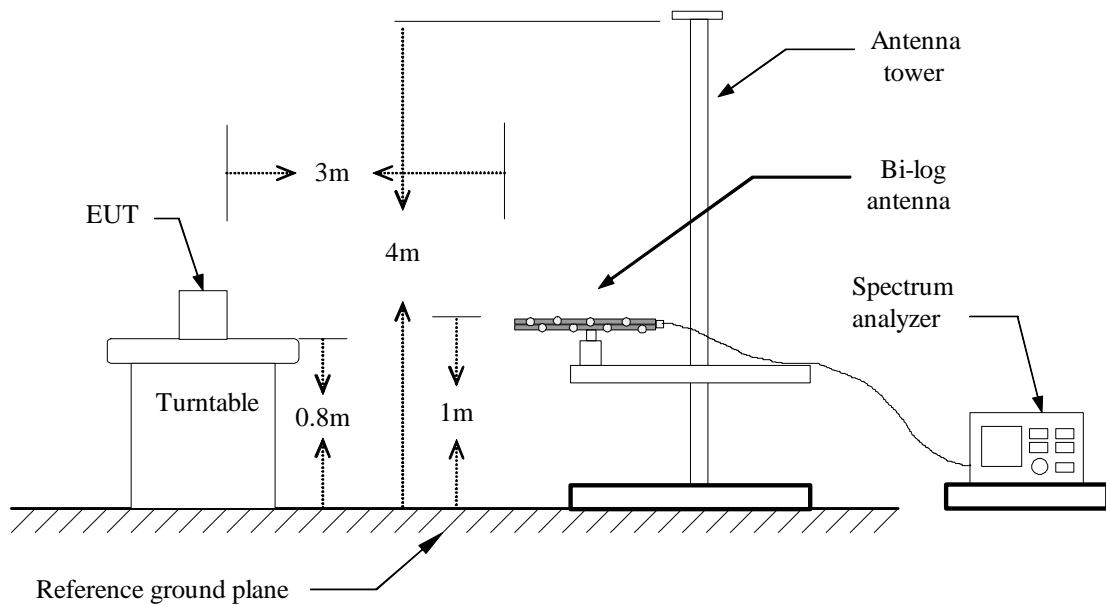 Antenna
tower
3m
Bi-log
antenna
EUT
4m
Spectrum
analyzer
Turntable
0.8m
1m
Reference ground plane